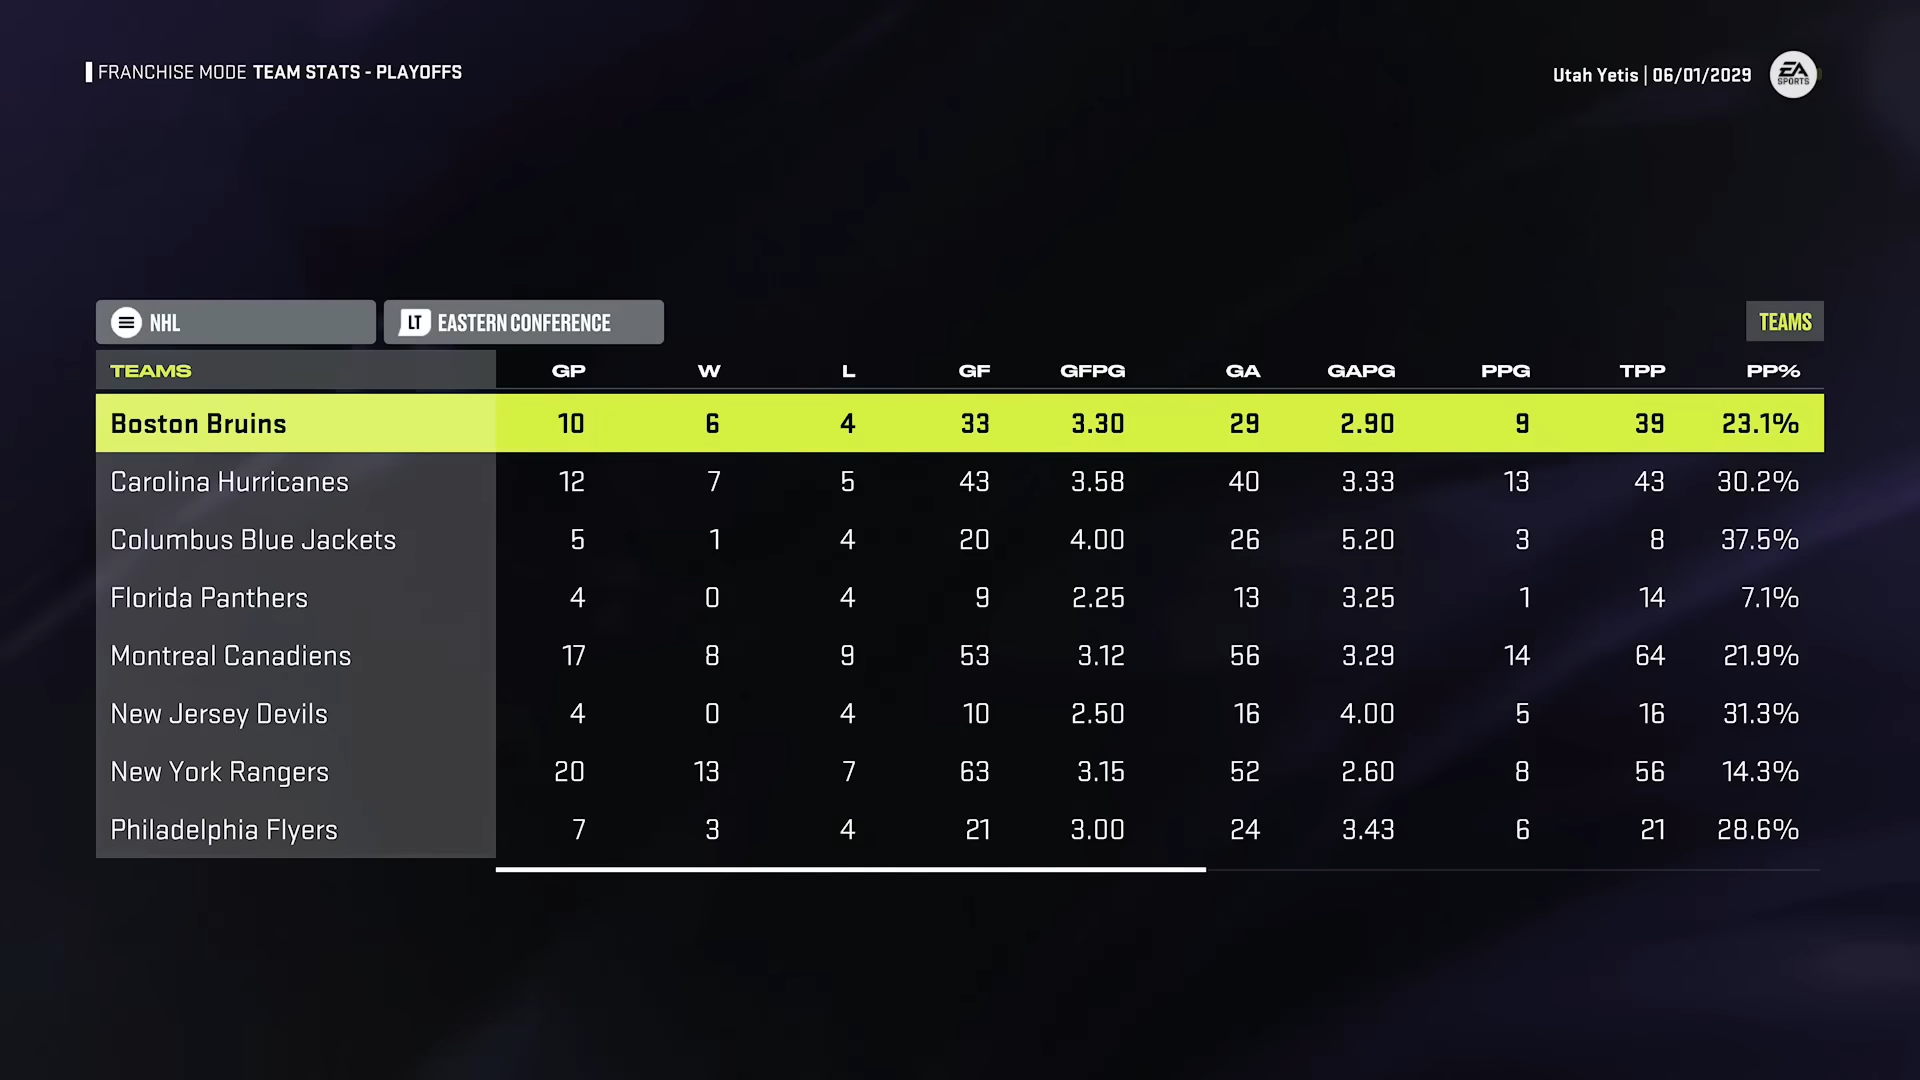 FRANCHISE MODE TEAM STATS - PLAYOFFS
Utah Yetis | 06/01/2029
EA SPORTS
NHL
LT EASTERN CONFERENCE
TEAMS
TEAMS GP W L GF GFPG GA GAPG PPG TPP PP%
Boston Bruins 10 6 4 33 3.30 29 2.90 9 39 23.1%
Carolina Hurricanes 12 7 5 43 3.58 40 3.33 13 43 30.2%
Columbus Blue Jackets 5 1 4 20 4.00 26 5.20 3 8 37.5%
Florida Panthers 4 0 4 9 2.25 13 3.25 1 14 7.1%
Montreal Canadiens 17 8 9 53 3.12 56 3.29 14 64 21.9%
New Jersey Devils 4 0 4 10 2.50 16 4.00 5 16 31.3%
New York Rangers 20 13 7 63 3.15 52 2.60 8 56 14.3%
Philadelphia Flyers 7 3 4 21 3.00 24 3.43 6 21 28.6%